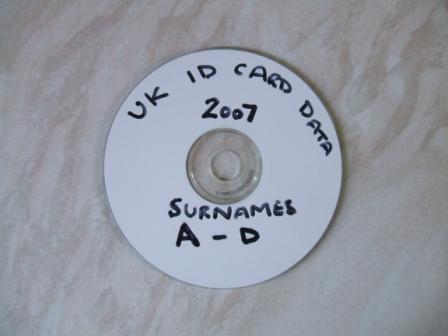 UK ID CARD DATA
2007
SURNAMES
A - D